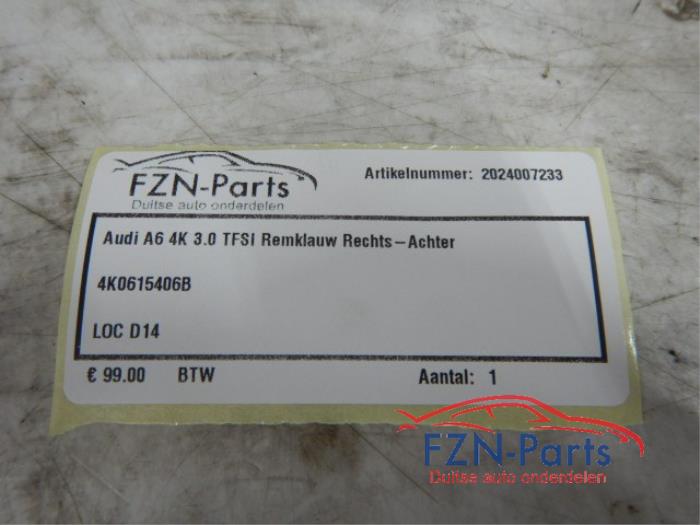 FZN-Parts
Duitse auto onderdelen
Artikelnummer: 2024007233
Audi A6 4K 3.0 TFSI Remklauw Rechts-Achter
4K0615406B
LOC D14
€ 99.00 BTW
Aantal: 1
FZN-Parts
Duitse auto onderdelen